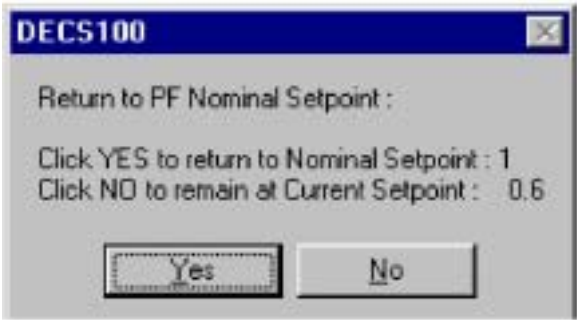 DECS100
Return to PF Nominal Setpoint :
Click YES to return to Nominal Setpoint : 1
Click NO to remain at Current Setpoint : 0.6
Yes No